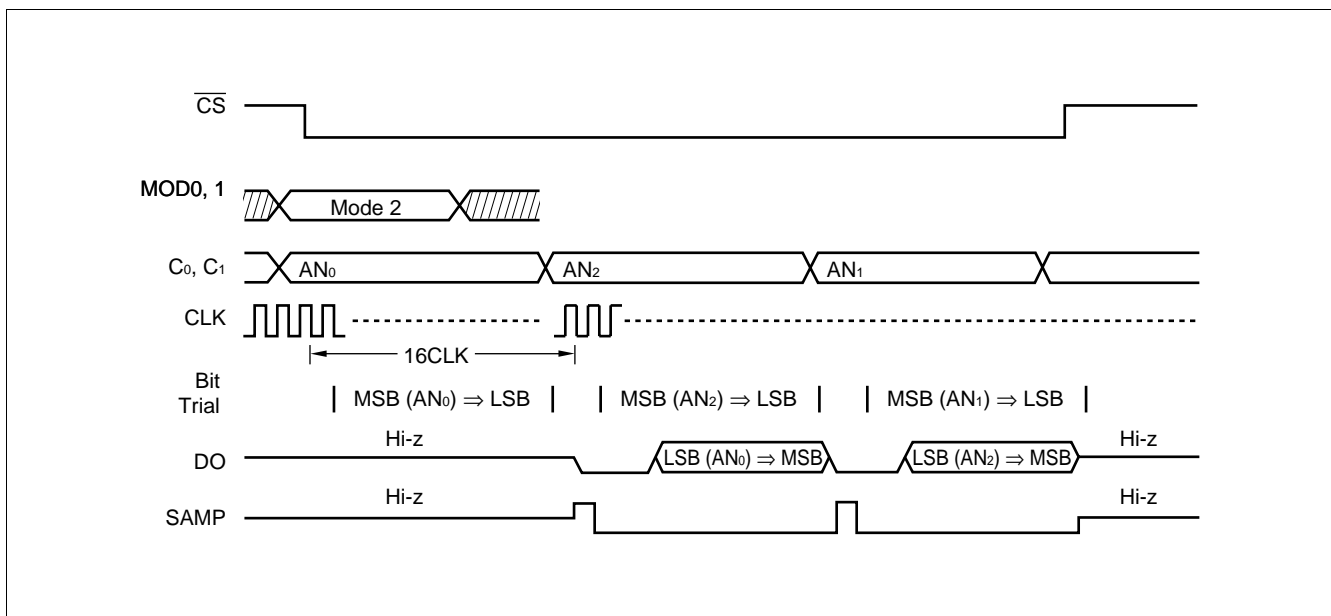 CS
MOD0, 1
Mode 2
C₀, C₁
AN₀
AN₂
AN₁
CLK
16CLK
Bit
Trial
MSB (AN₀) ⇒ LSB
MSB (AN₂) ⇒ LSB
MSB (AN₁) ⇒ LSB
DO
Hi-z
LSB (AN₀) ⇒ MSB
LSB (AN₂) ⇒ MSB
Hi-z
SAMP
Hi-z
Hi-z